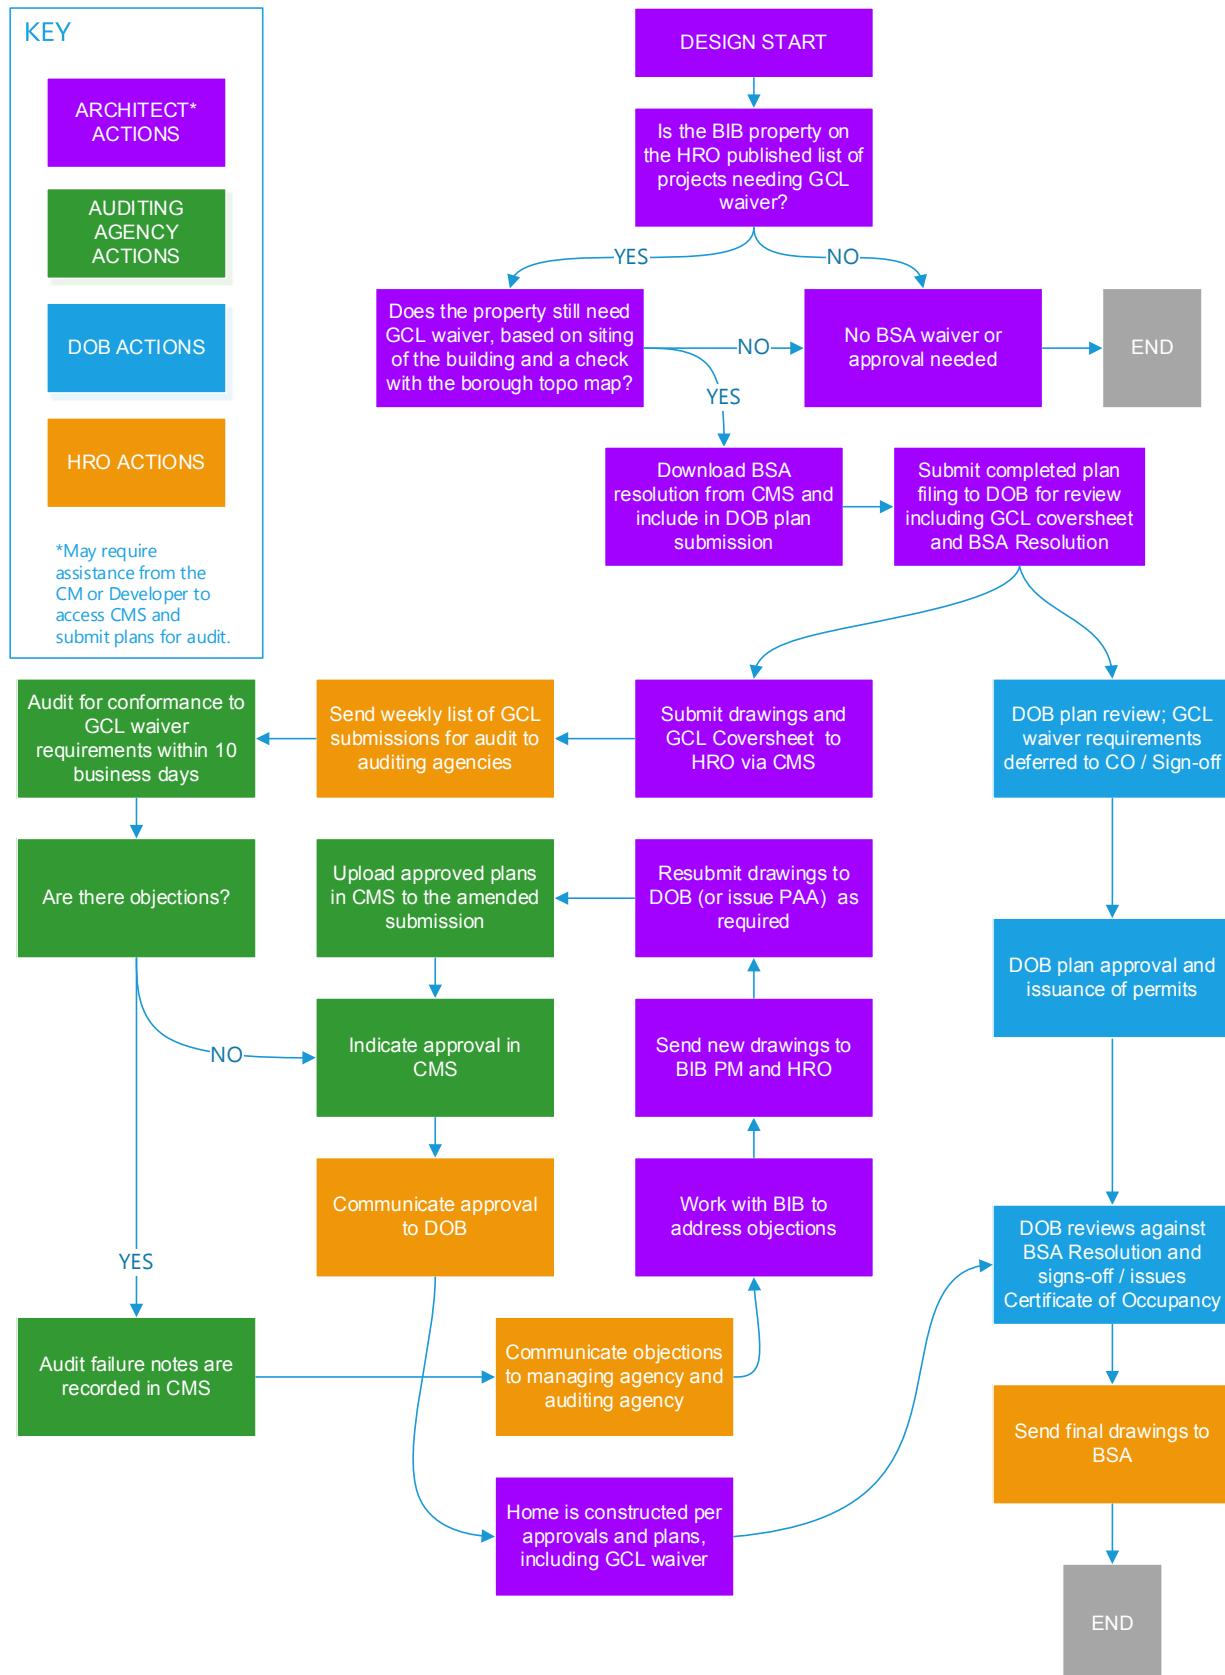 KEY
ARCHITECT*
ACTIONS
AUDITING
AGENCY
ACTIONS
DOB ACTIONS
HRO ACTIONS
*May require
assistance from the
CM or Developer to
access CMS and
submit plans for audit.
DESIGN START
Is the BIB property on
the HRO published list of
projects needing GCL
waiver?
YES
NO
Does the property still need
GCL waiver, based on siting
of the building and a check
with the borough topo map?
NO
YES
No BSA waiver or
approval needed
END
Download BSA
resolution from CMS and
include in DOB plan
submission
Submit completed plan
filing to DOB for review
including GCL coversheet
and BSA Resolution
Audit for conformance to
GCL waiver
requirements within 10
business days
Send weekly list of GCL
submissions for audit to
auditing agencies
Submit drawings and
GCL Coversheet to
HRO via CMS
DOB plan review; GCL
waiver requirements
deferred to CO / Sign-off
Are there objections?
Upload approved plans
in CMS to the amended
submission
Resubmit drawings to
DOB (or issue PAA) as
required
DOB plan approval and
issuance of permits
NO
Indicate approval in
CMS
Send new drawings to
BIB PM and HRO
Communicate approval
to DOB
Work with BIB to
address objections
DOB reviews against
BSA Resolution and
signs-off / issues
Certificate of Occupancy
YES
Audit failure notes are
recorded in CMS
Communicate objections
to managing agency and
auditing agency
Send final drawings to
BSA
Home is constructed per
approvals and plans,
including GCL waiver
END